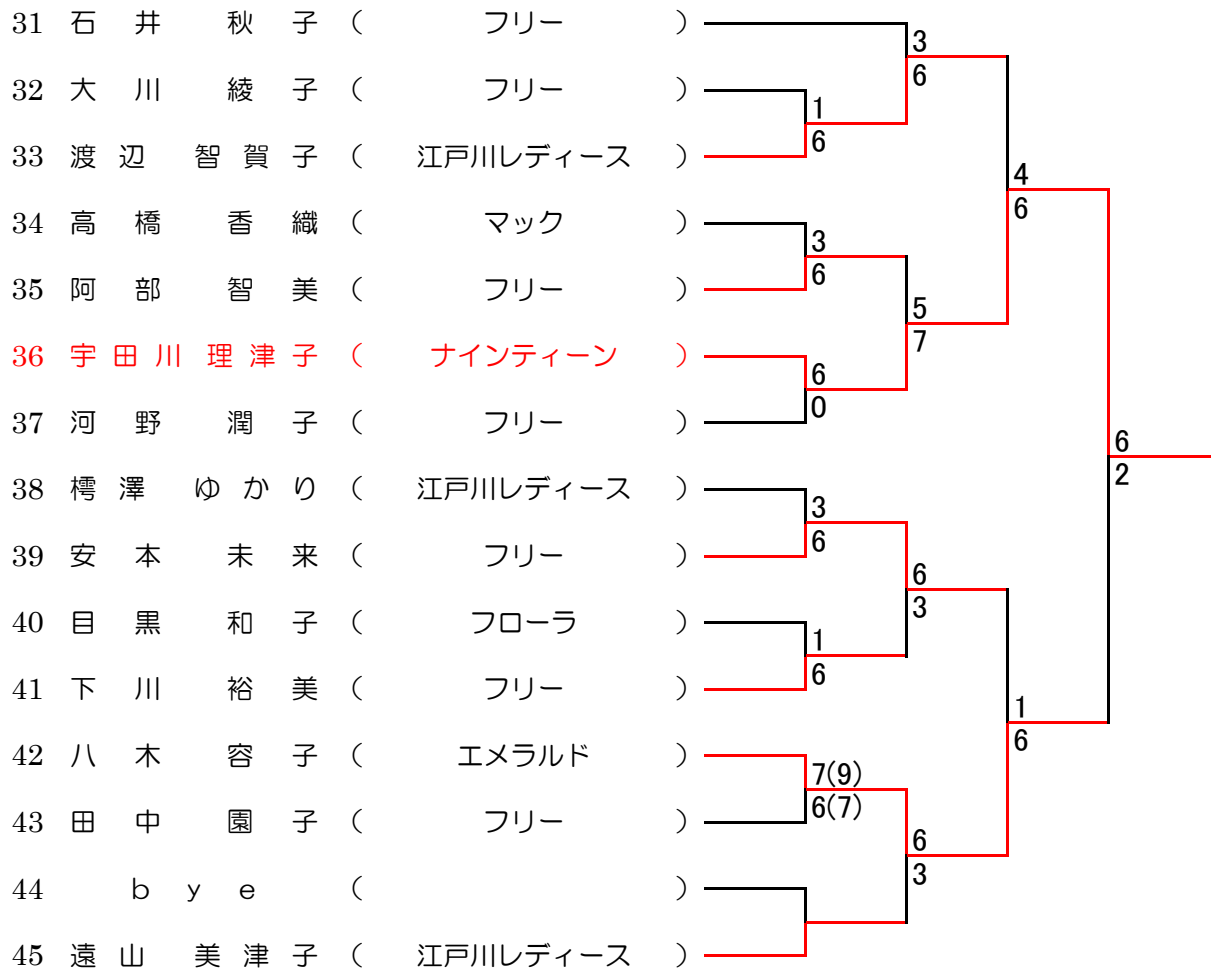 31 石井 秋子 ( フリー )
3
6
32 大川 綾子 ( フリー )
1
6
33 渡辺 智賀子 ( 江戸川レディース )
4
6
34 高橋 香織 ( マック )
3
6
35 阿部 智美 ( フリー )
5
7
36 宇田川 理津子 ( ナインティーン )
6
0
37 河野 潤子 ( フリー )
6
2
38 樗澤 ゆかり ( 江戸川レディース )
3
6
39 安本 未来 ( フリー )
6
3
40 目黒 和子 ( フローラ )
1
6
41 下川 裕美 ( フリー )
1
6
42 八木 容子 ( エメラルド )
7(9)
6(7)
43 田中 園子 ( フリー )
6
3
44 bye ( )
45 遠山 美津子 ( 江戸川レディース )